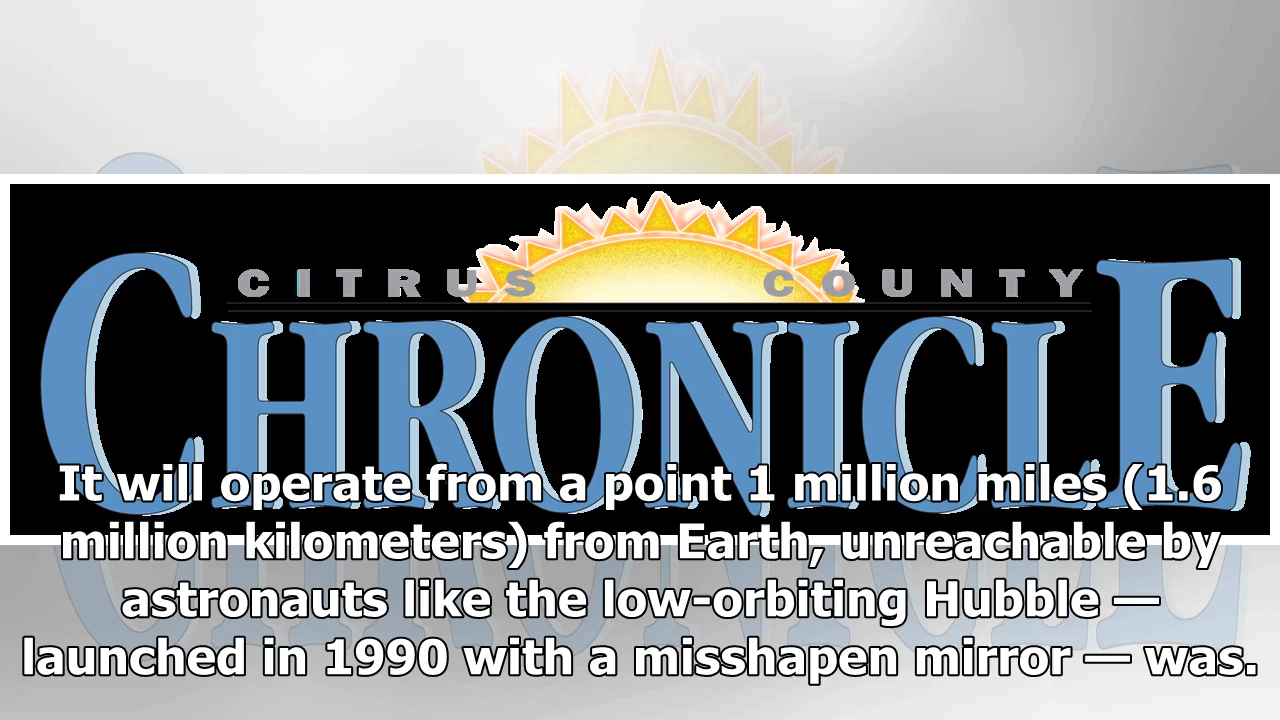 CITRUS COUNTY
CHRONICLE
It will operate from a point 1 million miles (1.6
million kilometers) from Earth, unreachable by
astronauts like the low-orbiting Hubble —
launched in 1990 with a misshapen mirror — was.